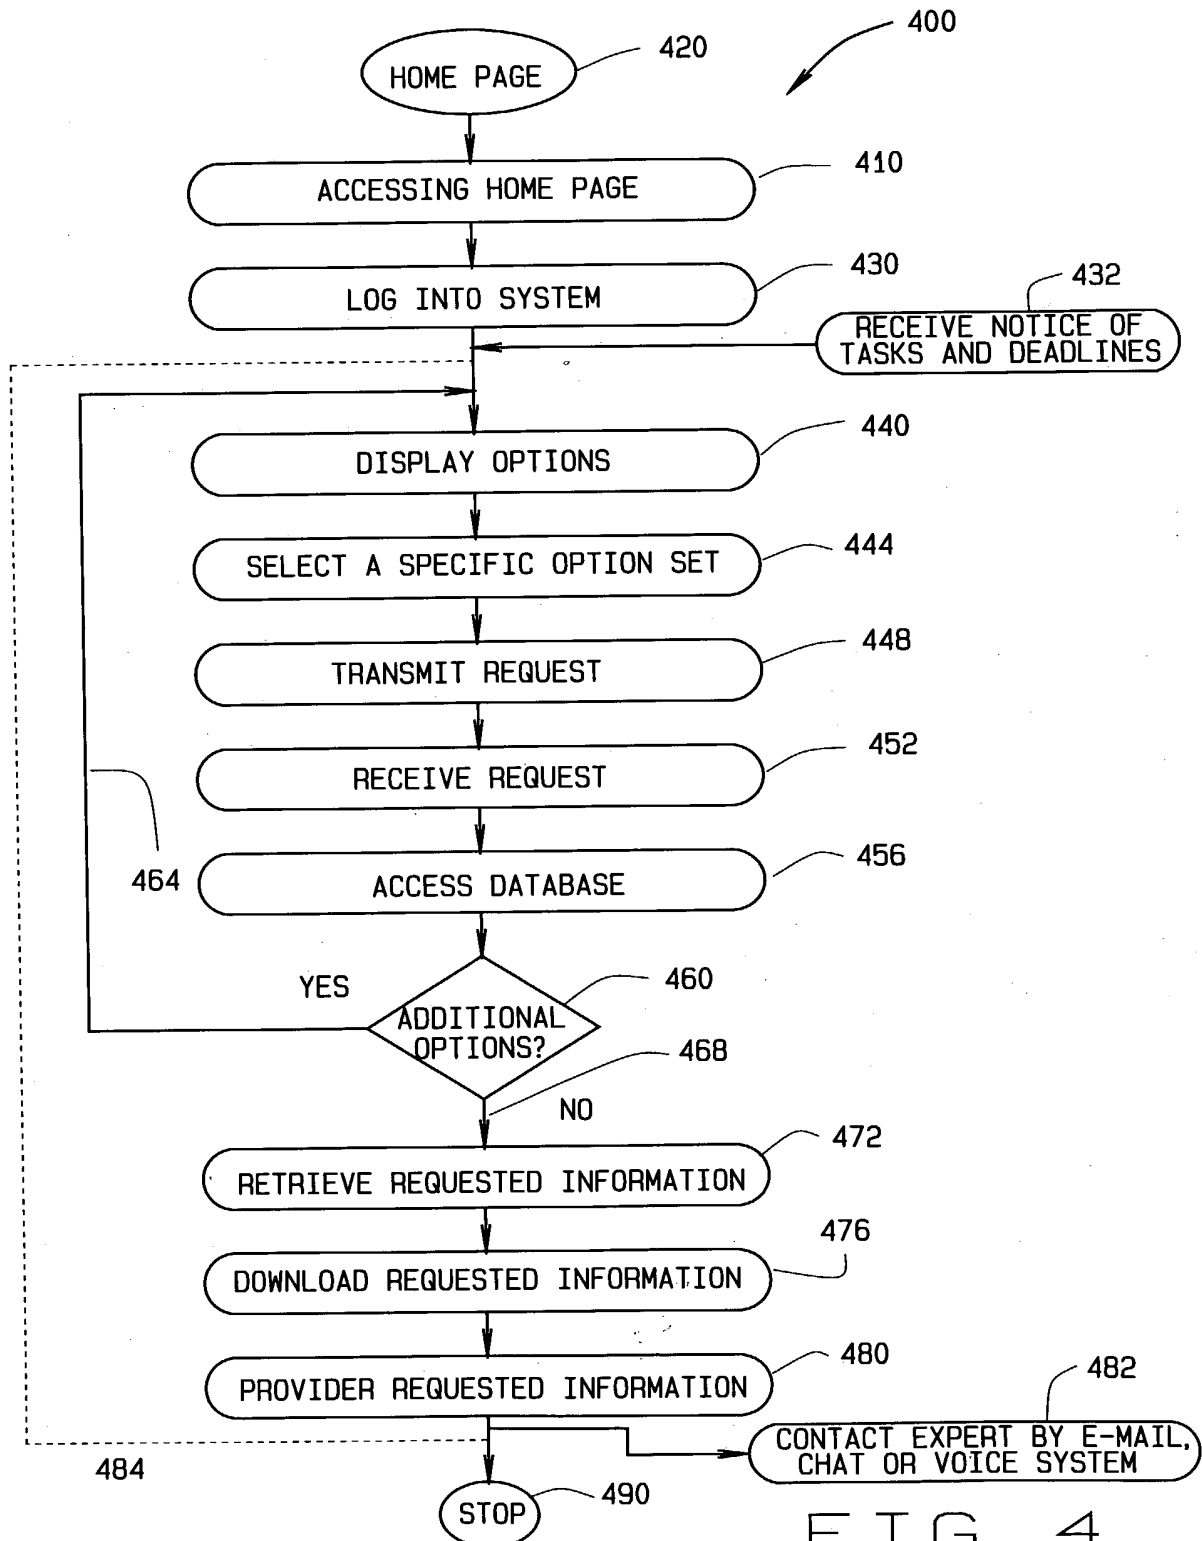 400
420
HOME PAGE
410
ACCESSING HOME PAGE
430
LOG INTO SYSTEM
432
RECEIVE NOTICE OF
TASKS AND DEADLINES
440
DISPLAY OPTIONS
444
SELECT A SPECIFIC OPTION SET
448
TRANSMIT REQUEST
452
RECEIVE REQUEST
456
ACCESS DATABASE
464
YES
460
ADDITIONAL
OPTIONS?
468
NO
472
RETRIEVE REQUESTED INFORMATION
476
DOWNLOAD REQUESTED INFORMATION
480
PROVIDER REQUESTED INFORMATION
482
CONTACT EXPERT BY E-MAIL,
CHAT OR VOICE SYSTEM
484
490
STOP
FIG. 4